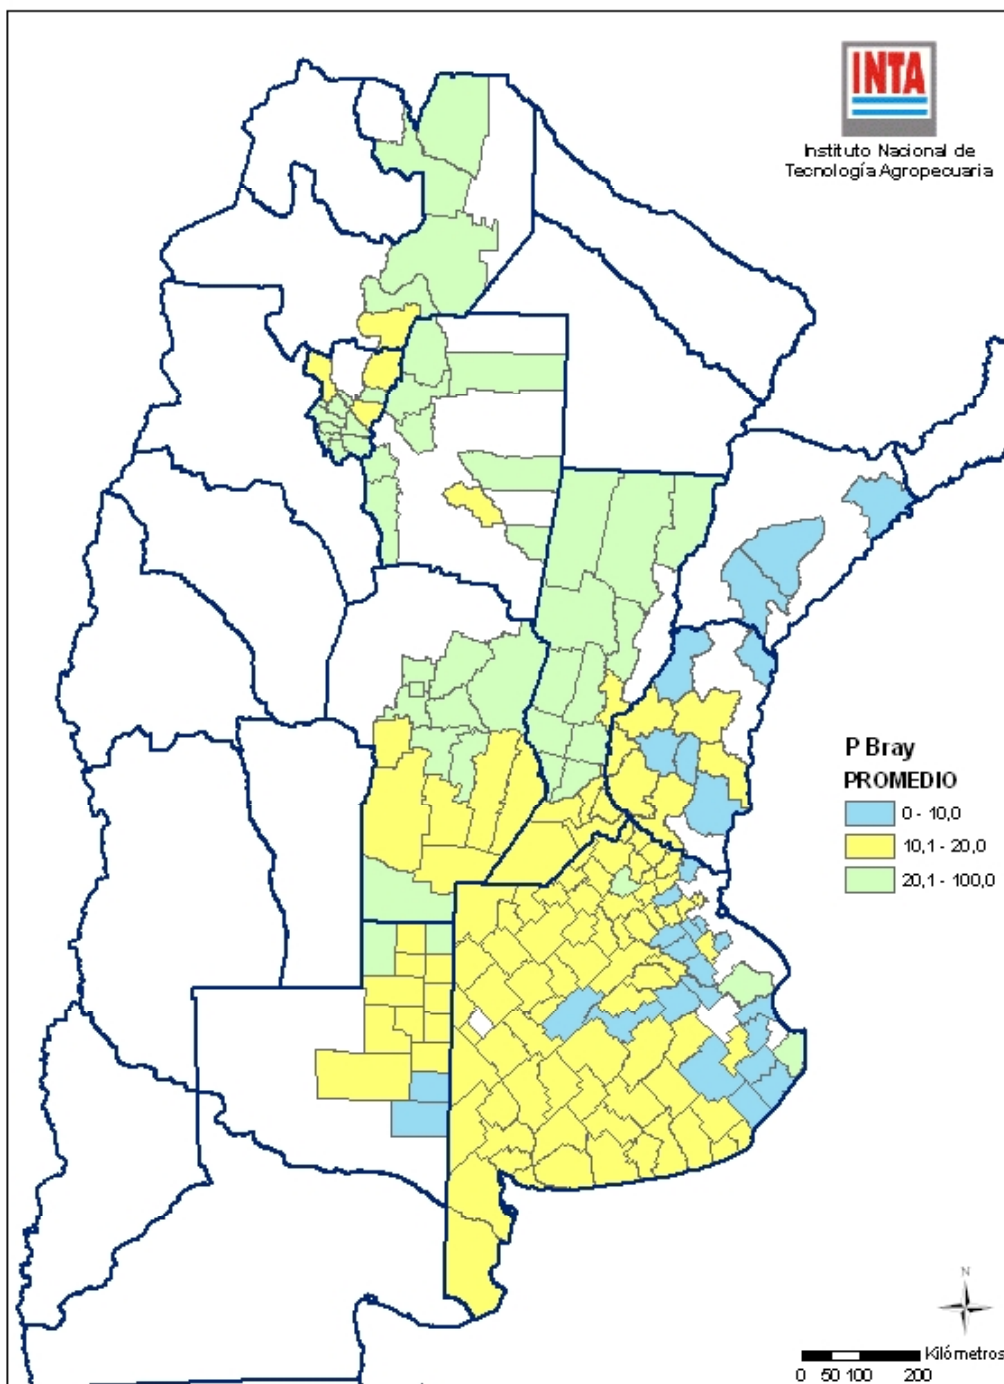 INTA
Instituto Nacional de
Tecnología Agropecuaria
P Bray
PROMEDIO
0 - 10,0
10,1 - 20,0
20,1 - 100,0
N
Kilómetros
0 50 100 200